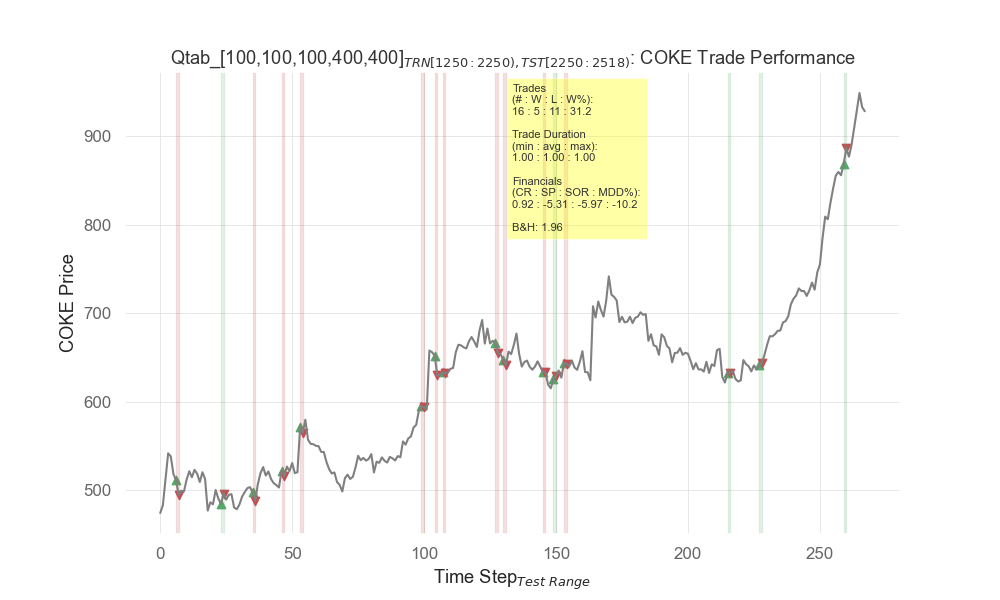 Qtab_[100,100,100,400,400]TRN[1250:2250),TST[2250:2518): COKE Trade Performance
Trades
(# : W : L : W%):
16 : 5 : 11 : 31.2
Trade Duration
(min : avg : max):
1.00 : 1.00 : 1.00
Financials
(CR : SP : SOR : MDD%):
0.92 : -5.31 : -5.97 : -10.2
B&H: 1.96
COKE Price
900
800
700
600
500
0 50 100 150 200 250
Time StepTest Range